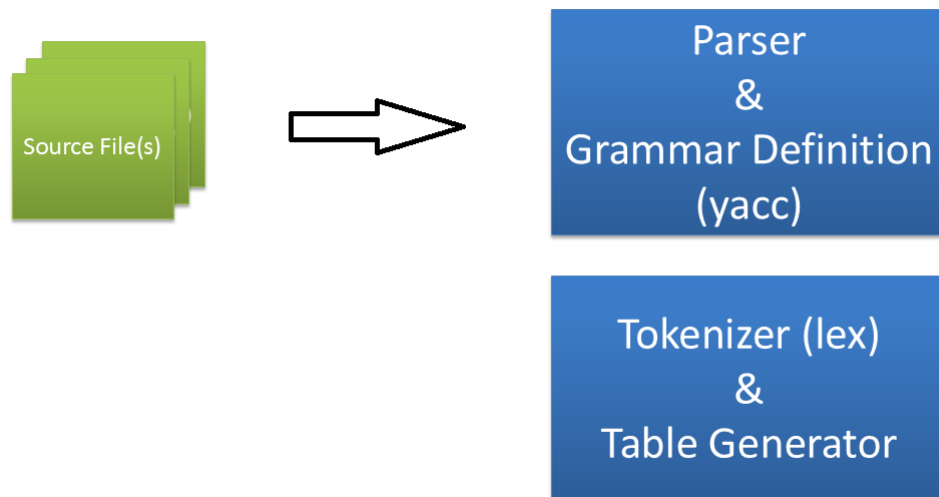 Source File(s)
Parser
&
Grammar Definition
(yacc)
Tokenizer (lex)
&
Table Generator